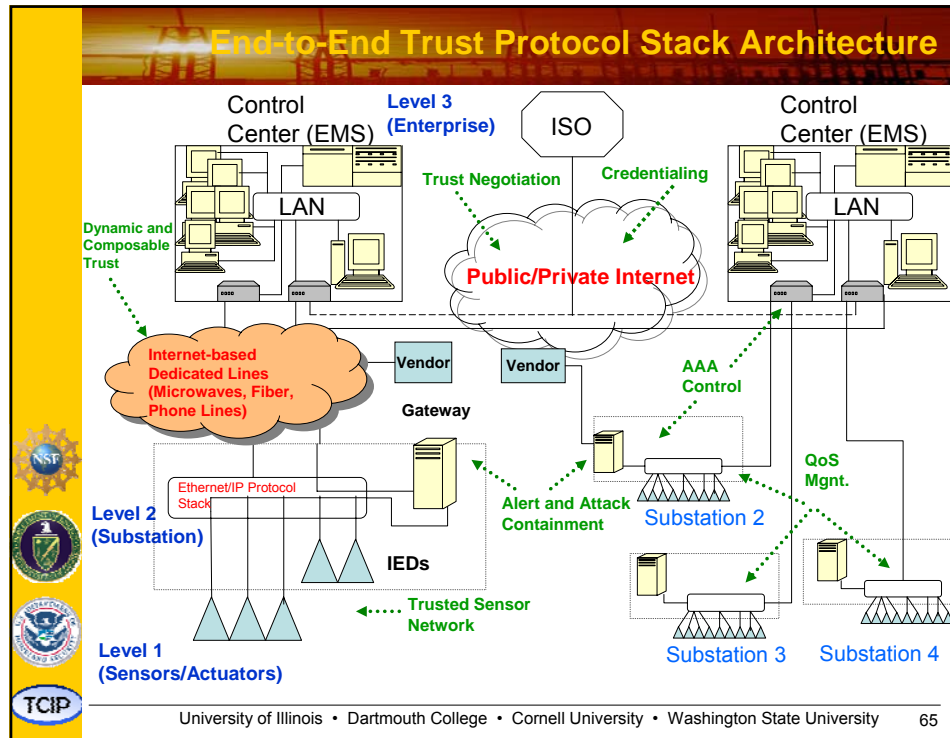 End-to-End Trust Protocol Stack Architecture
Control
Center (EMS)
Level 3
(Enterprise)
ISO
Control
Center (EMS)
Trust Negotiation
Credentialing
LAN
LAN
Dynamic and
Composable
Trust
Public/Private Internet
Internet-based
Dedicated Lines
(Microwaves, Fiber,
Phone Lines)
Vendor
Vendor
AAA
Control
Gateway
QoS
Mgnt.
Ethernet/IP Protocol
Stack
Alert and Attack
Containment
Level 2
(Substation)
Substation 2
IEDs
Trusted Sensor
Network
Level 1
(Sensors/Actuators)
Substation 3
Substation 4
NSF
TCIP
University of Illinois • Dartmouth College • Cornell University • Washington State University
65